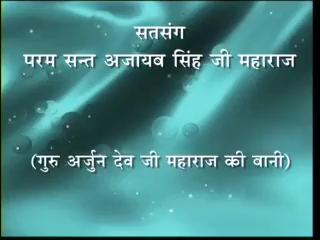 सतसंग
परम सन्त अजायब सिंह जी महाराज
(गुरु अर्जुन देव जी महाराज की बानी)